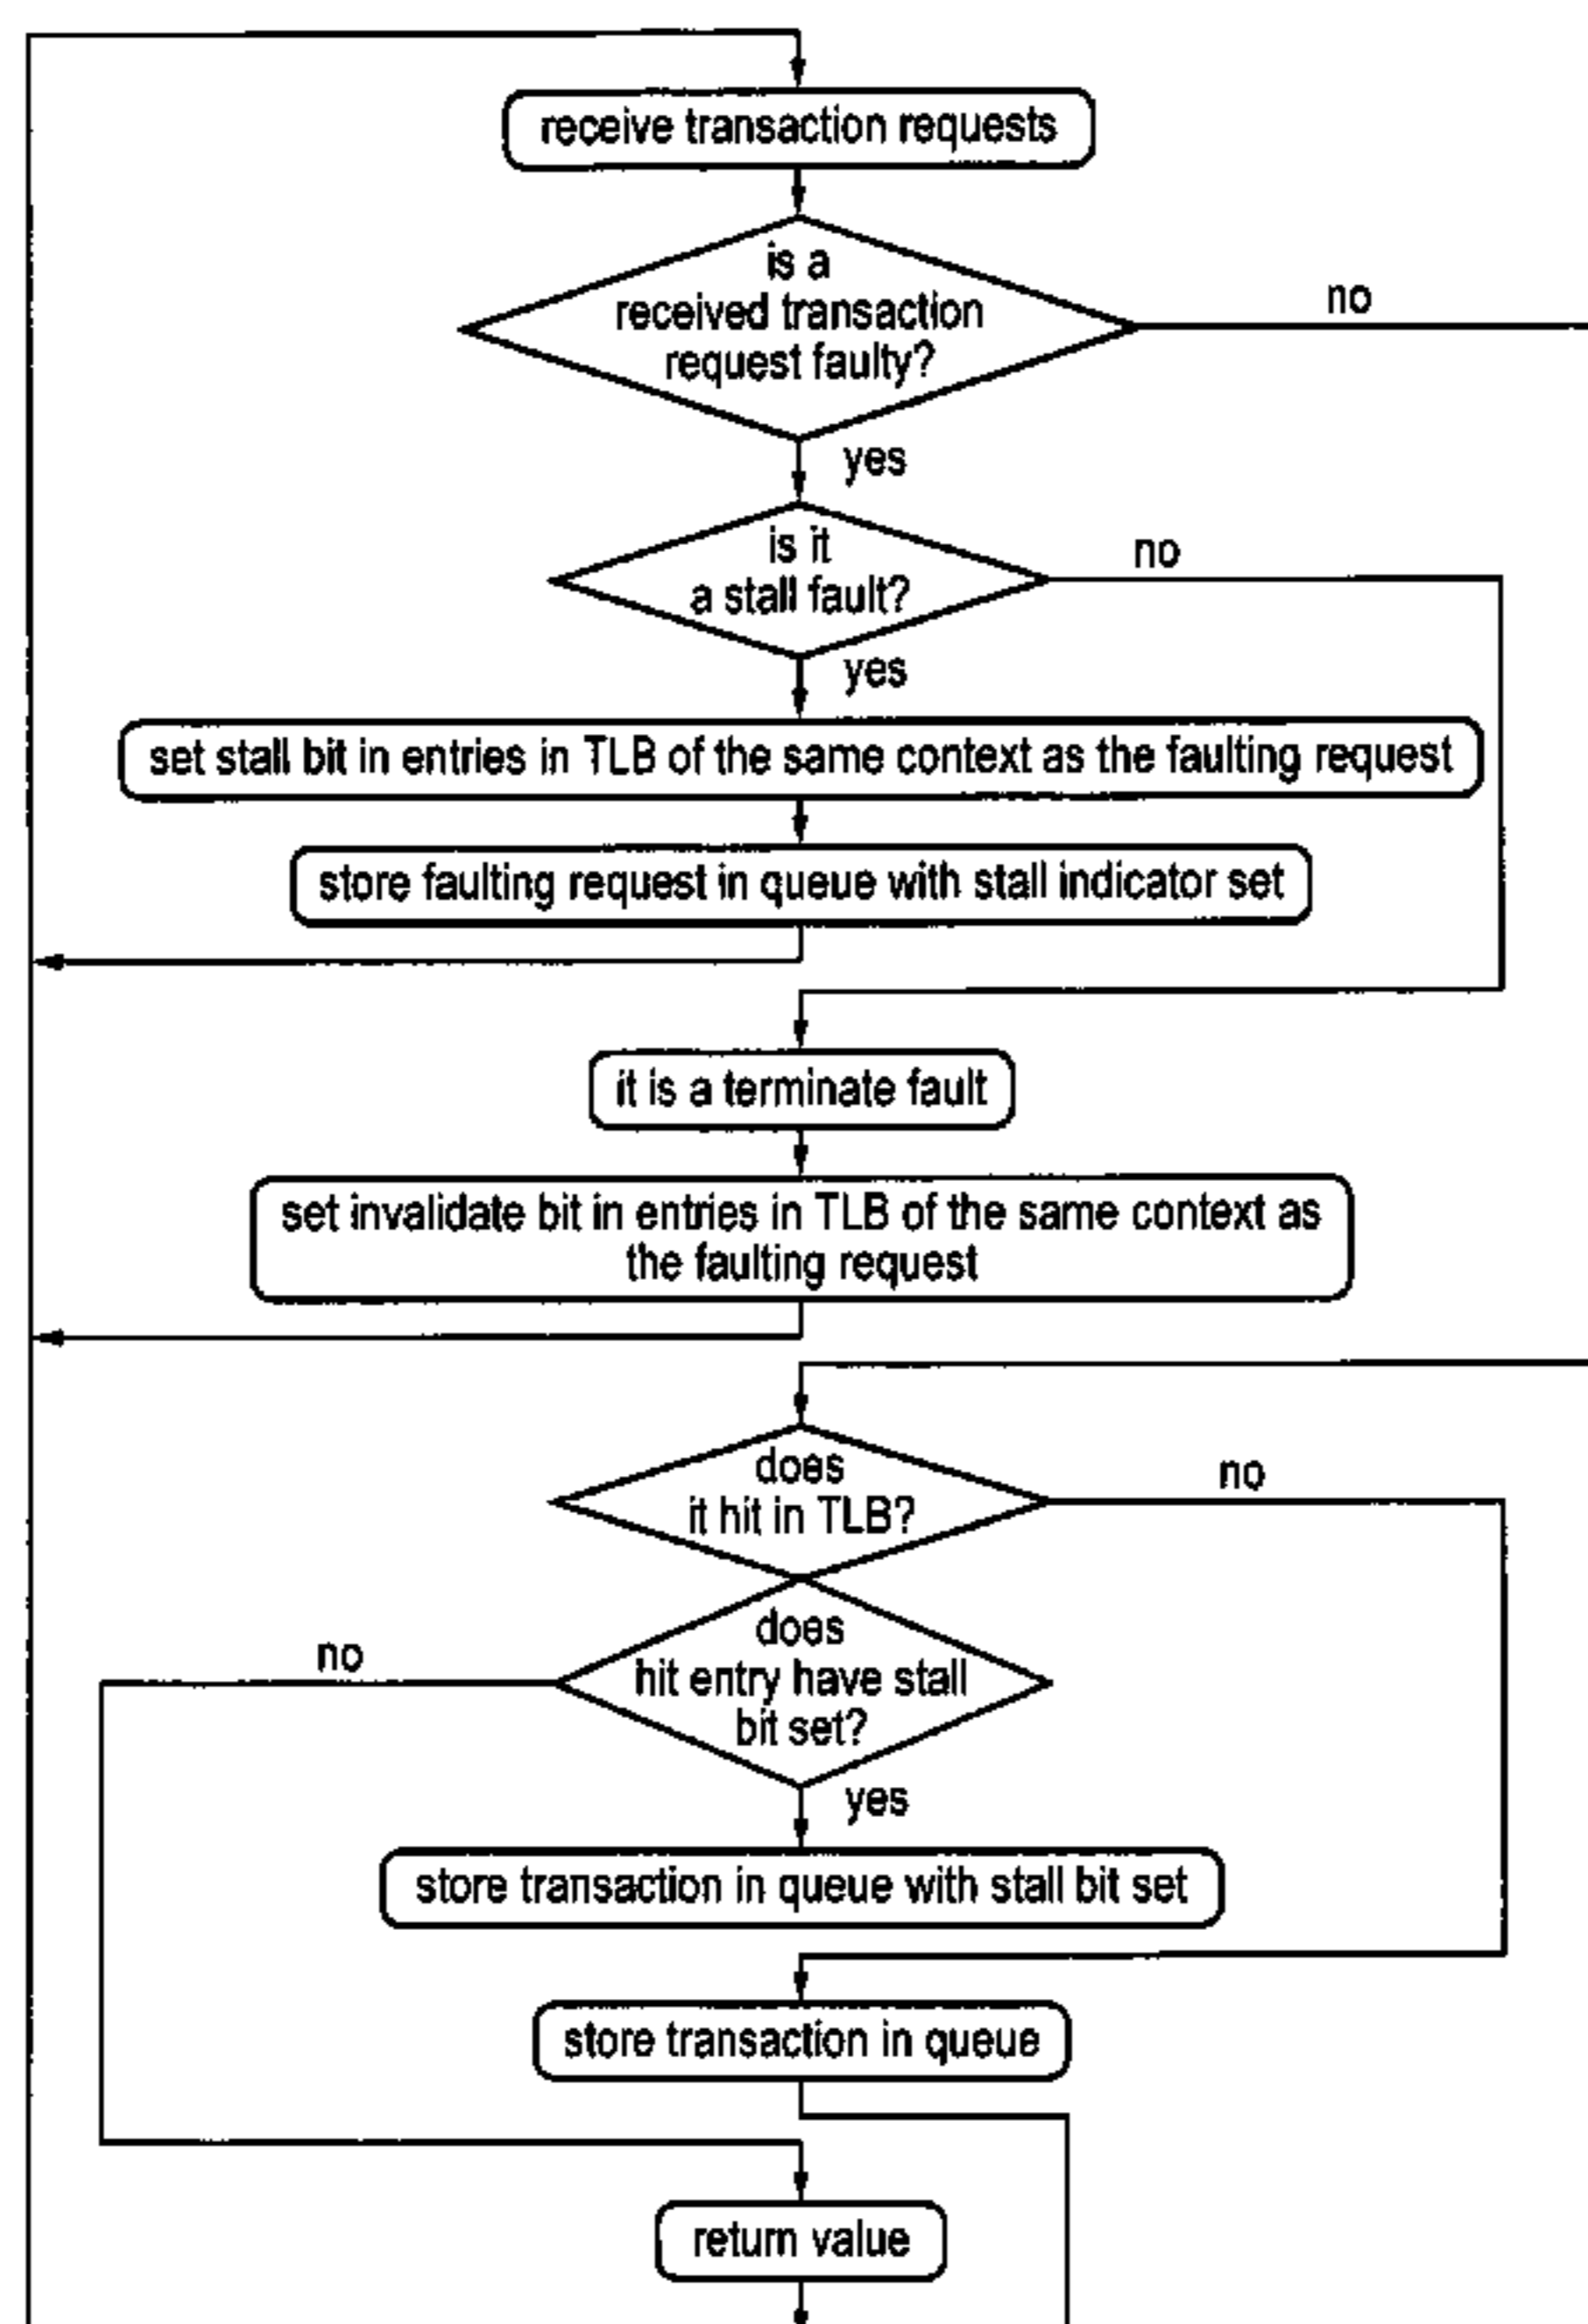 receive transaction requests
is a
received transaction
request faulty?
no
yes
is it
a stall fault?
no
yes
set stall bit in entries in TLB of the same context as the faulting request
store faulting request in queue with stall indicator set
it is a terminate fault
set invalidate bit in entries in TLB of the same context as
the faulting request
does
it hit in TLB?
no
does
hit entry have stall
bit set?
no
yes
store transaction in queue with stall bit set
store transaction in queue
return value